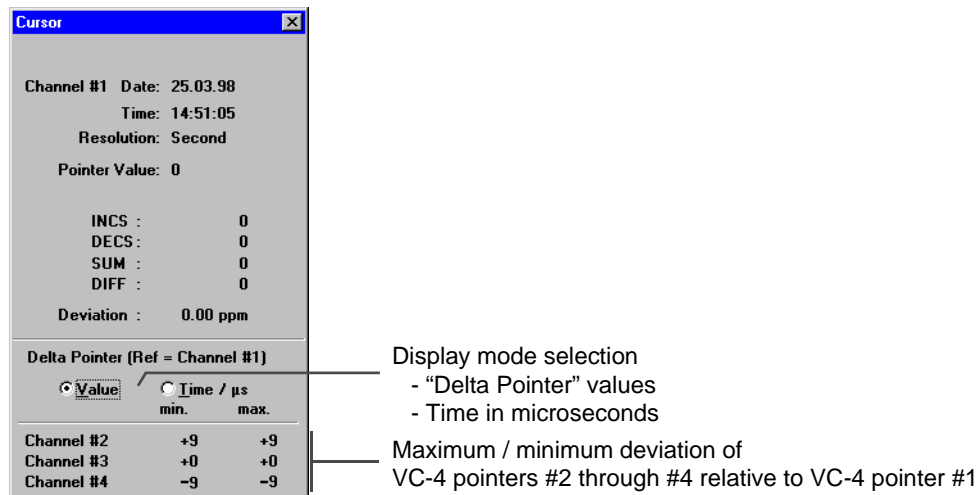 Cursor
Channel #1 Date: 25.03.98
Time: 14:51:05
Resolution: Second
Pointer Value: 0
INCS : 0
DECS: 0
SUM : 0
DIFF : 0
Deviation : 0.00 ppm
Delta Pointer (Ref = Channel #1)
Value Time / µs
min. max.
Channel #2 +9 +9
Channel #3 +0 +0
Channel #4 -9 -9
Display mode selection
- “Delta Pointer” values
- Time in microseconds
Maximum / minimum deviation of
VC-4 pointers #2 through #4 relative to VC-4 pointer #1